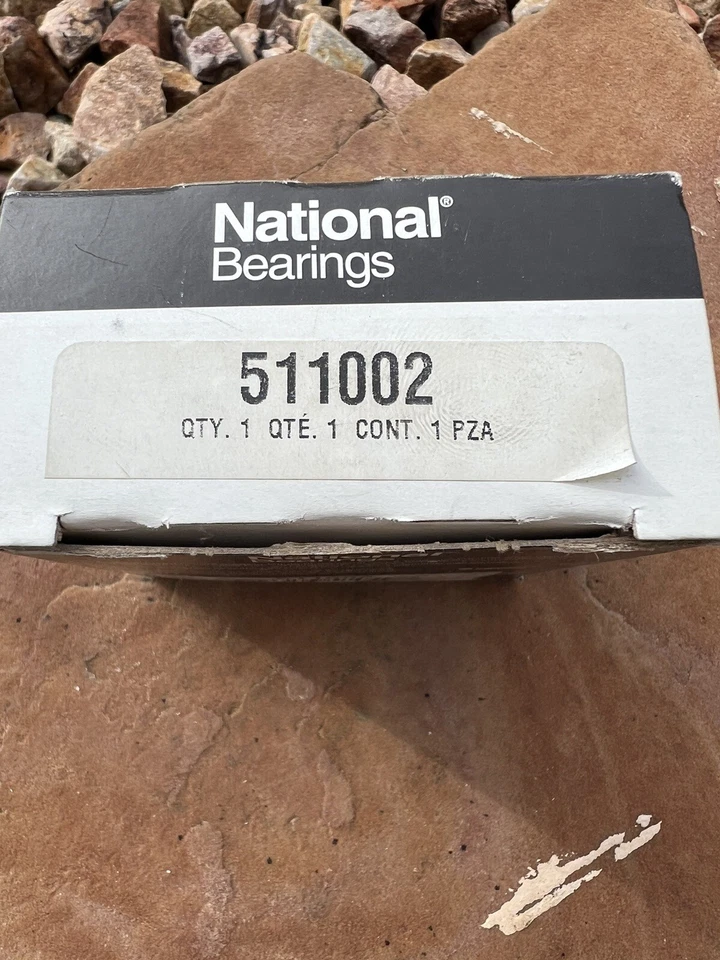 National®
Bearings
511002
QTY. 1 QTÉ. 1 CONT. 1 PZA